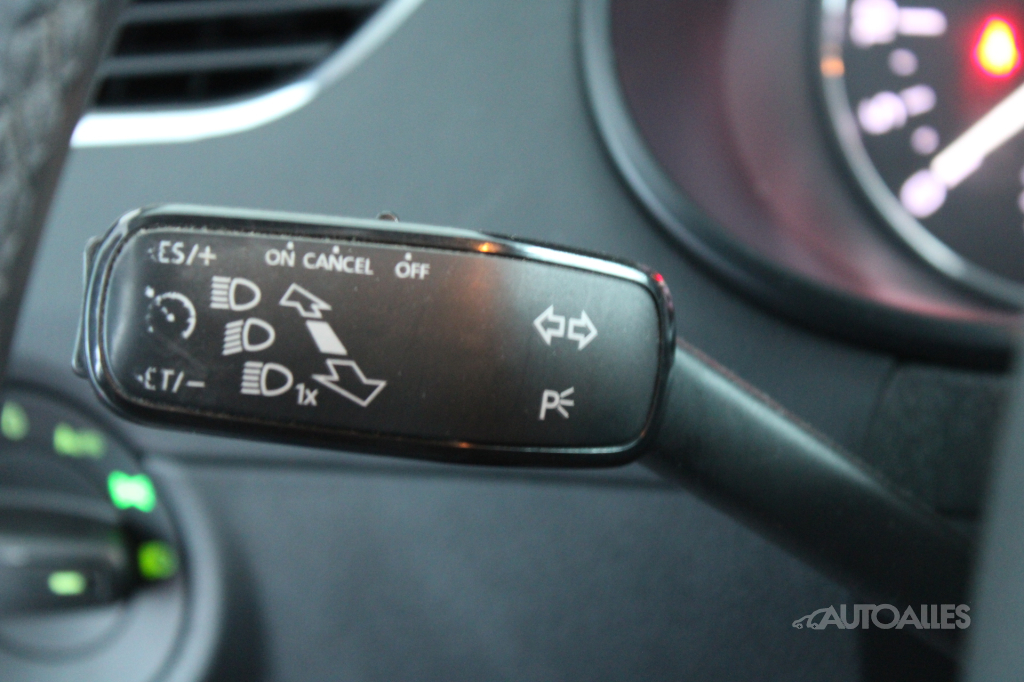 ES/+ ON CANCEL OFF
ET/-
1x
P
AUTOALLES